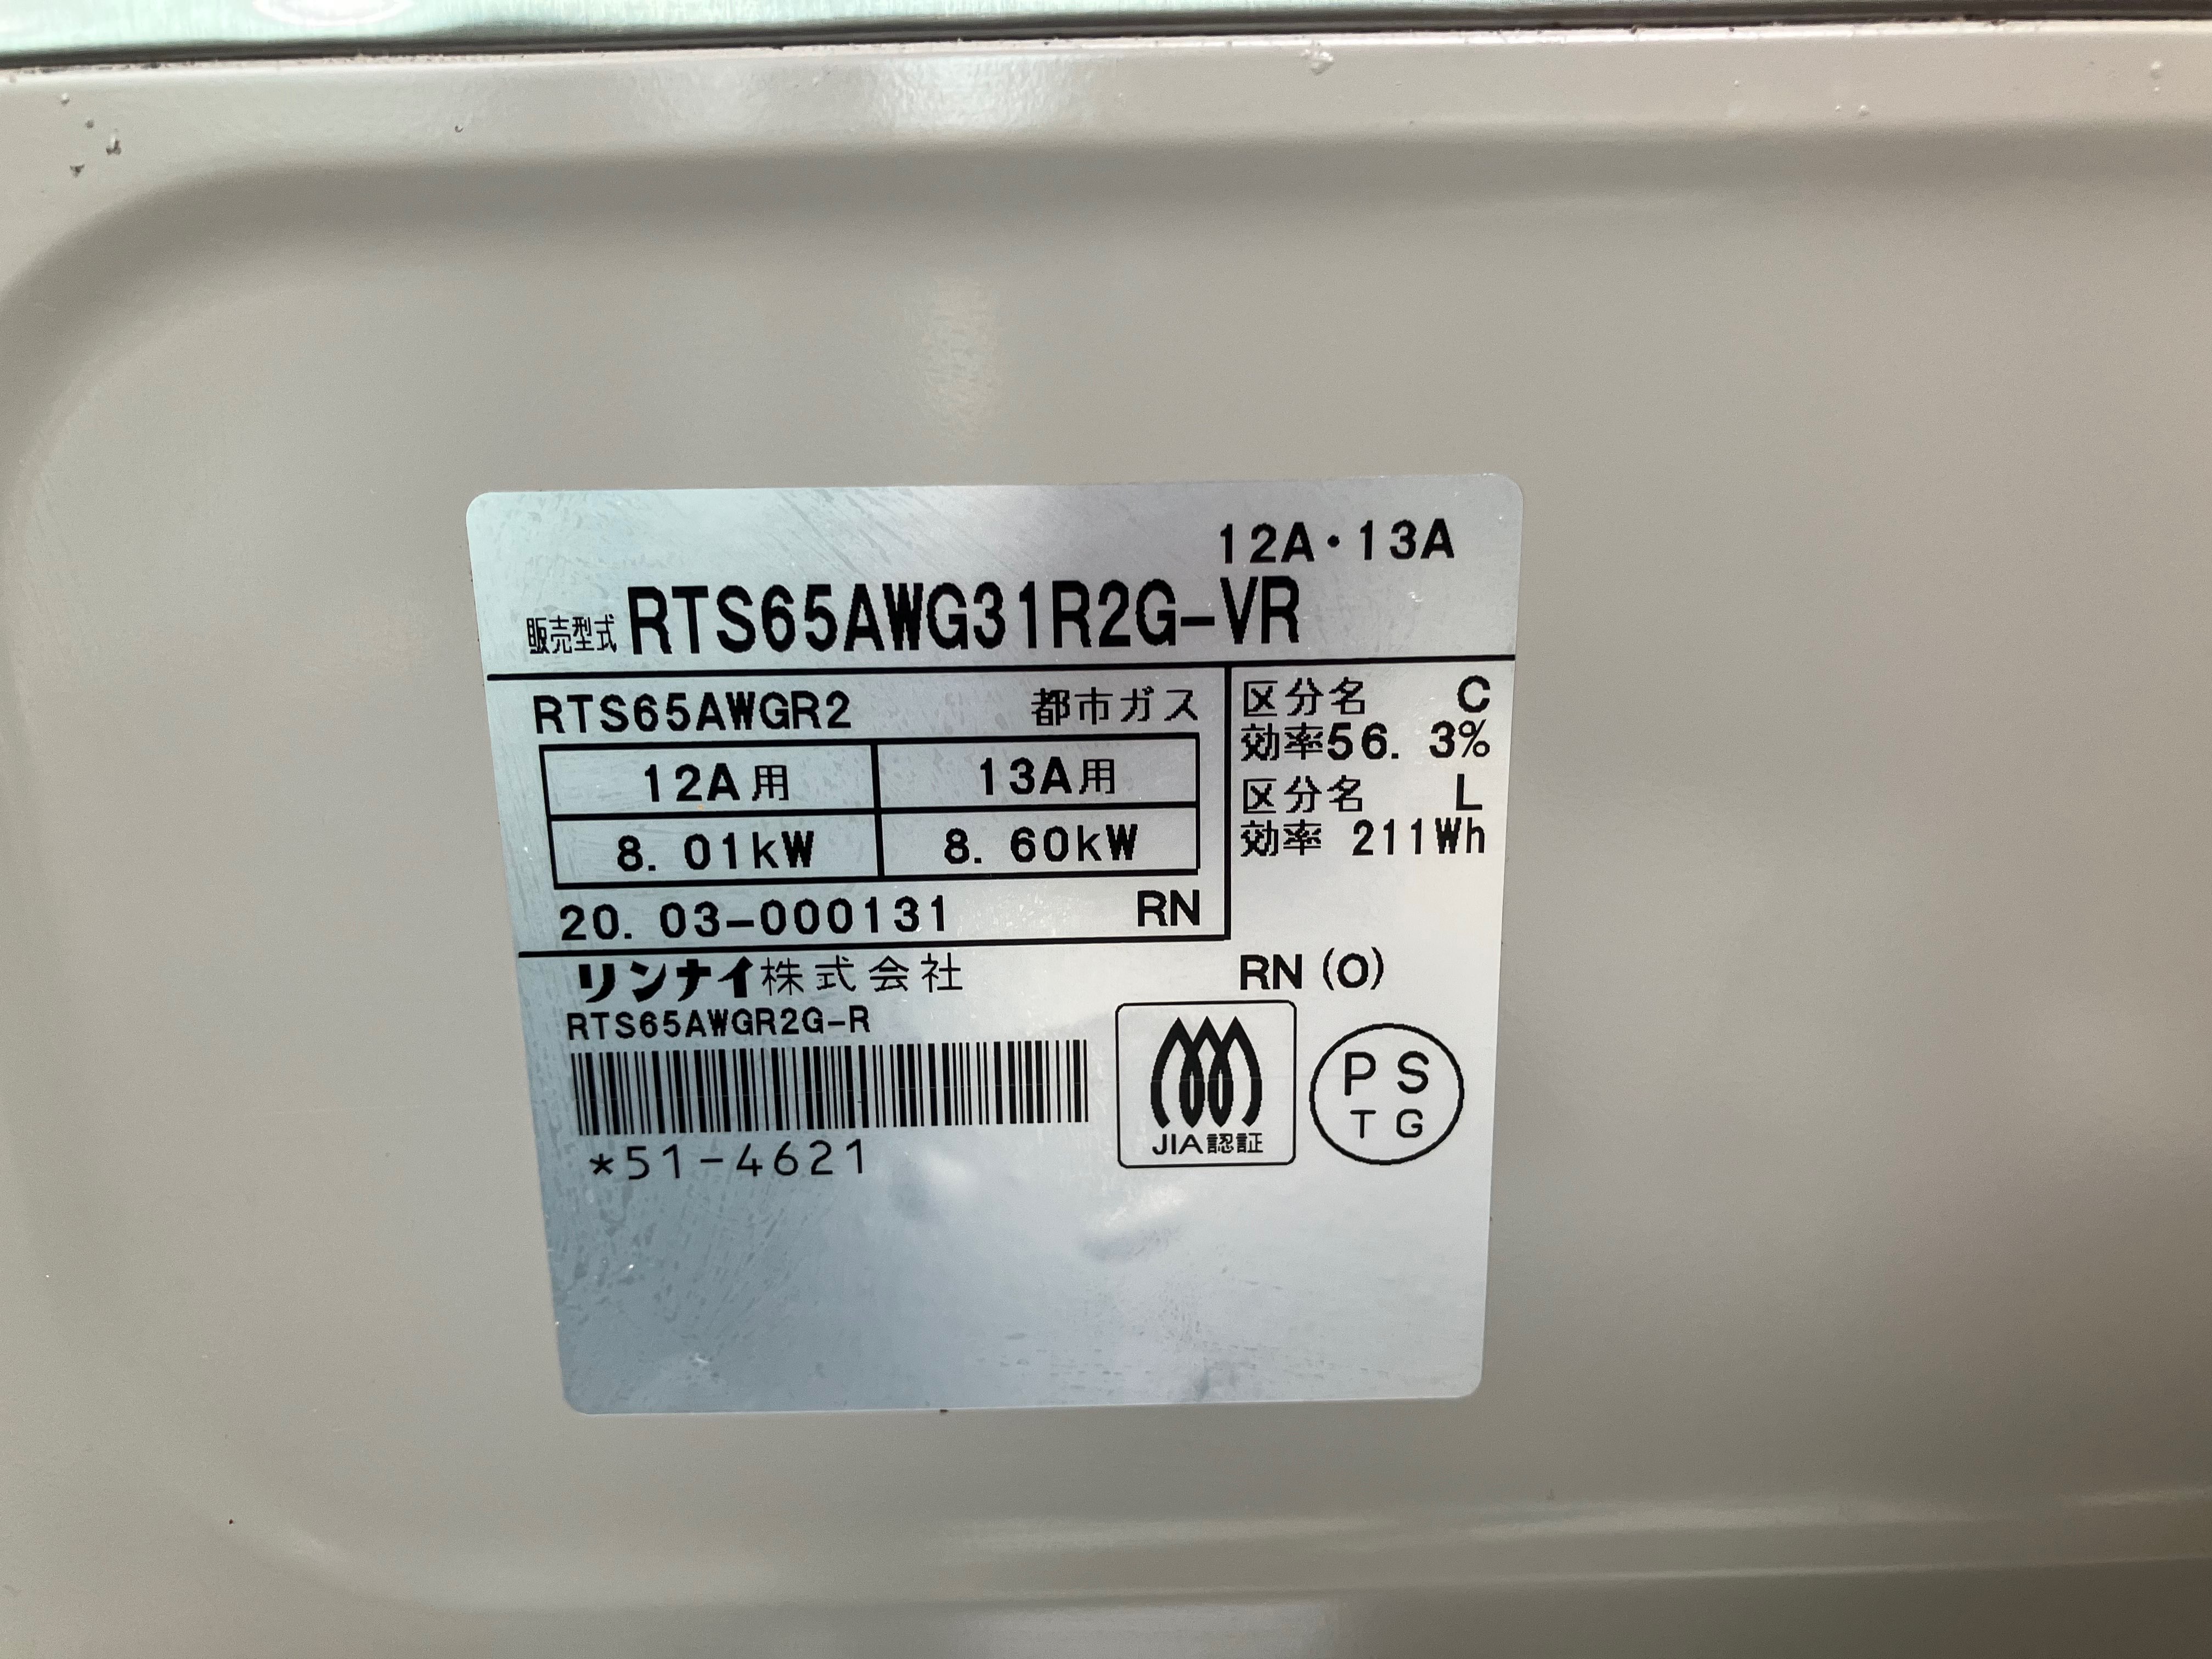 12A・13A
販売型式 RTS65AWG31R2G-VR
RTS65AWGR2 都市ガス
12A用 13A用
8. 01kW 8. 60kW
20. 03-000131 RN
区分名 C
効率56. 3%
区分名 L
効率 211Wh
リンナイ株式会社 RN (O)
RTS65AWGR2G-R
*51-4621
JIA認証
PS
TG